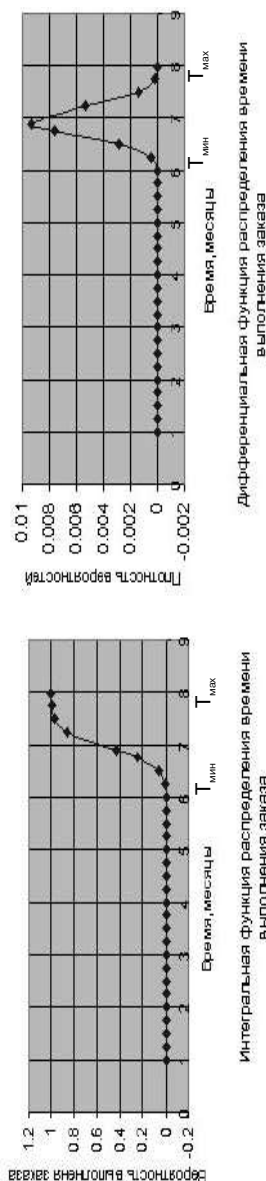 Вероятность выполненя заказа
1.2
1
0.8
0.6
0.4
0.2
0
-0.2
1 2 3 4 5 6 7 8 9
Tмин
Tмах
Время,месяцы
Интегральная функция распределения времени
выполнения заказа
Плотность вероятностей
0.01
0.008
0.006
0.004
0.002
0
-0.002
0 1 2 3 4 5 6 7 8 9
Tмин
Tмах
Время,месяцы
Дифференциальная функция распределения времени
выполнения заказа